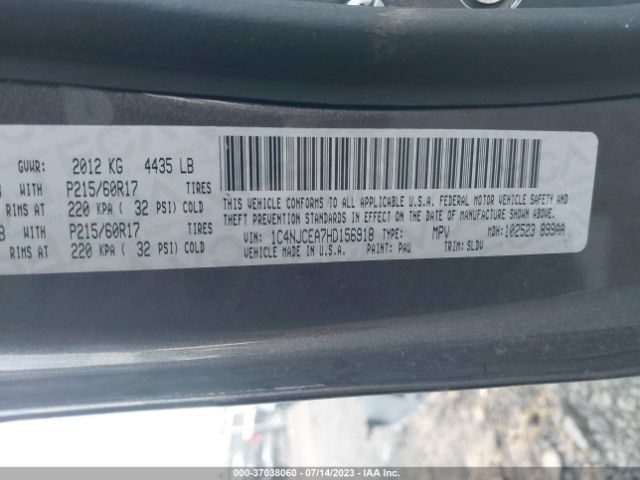 GVWR: 2012 KG 4435 LB
WITH P215/60R17 TIRES
RIMS AT 220 KPA ( 32 PSI) COLD
WITH P215/60R17 TIRES
RIMS AT 220 KPA ( 32 PSI) COLD
THIS VEHICLE CONFORMS TO ALL APPLICABLE U.S.A. FEDERAL MOTOR VEHICLE SAFETY AND
THEFT PREVENTION STANDARDS IN EFFECT ON THE DATE OF MANUFACTURE SHOWN ABOVE.
VIN: 1C4NJCEA7HD156918 TYPE: MPV MDH: 102523 899AA
VEHICLE MADE IN U.S.A. PAINT: PAU TRIM: SLDV
000-37038060 - 07/14/2023 - IAA Holdings, LLC.